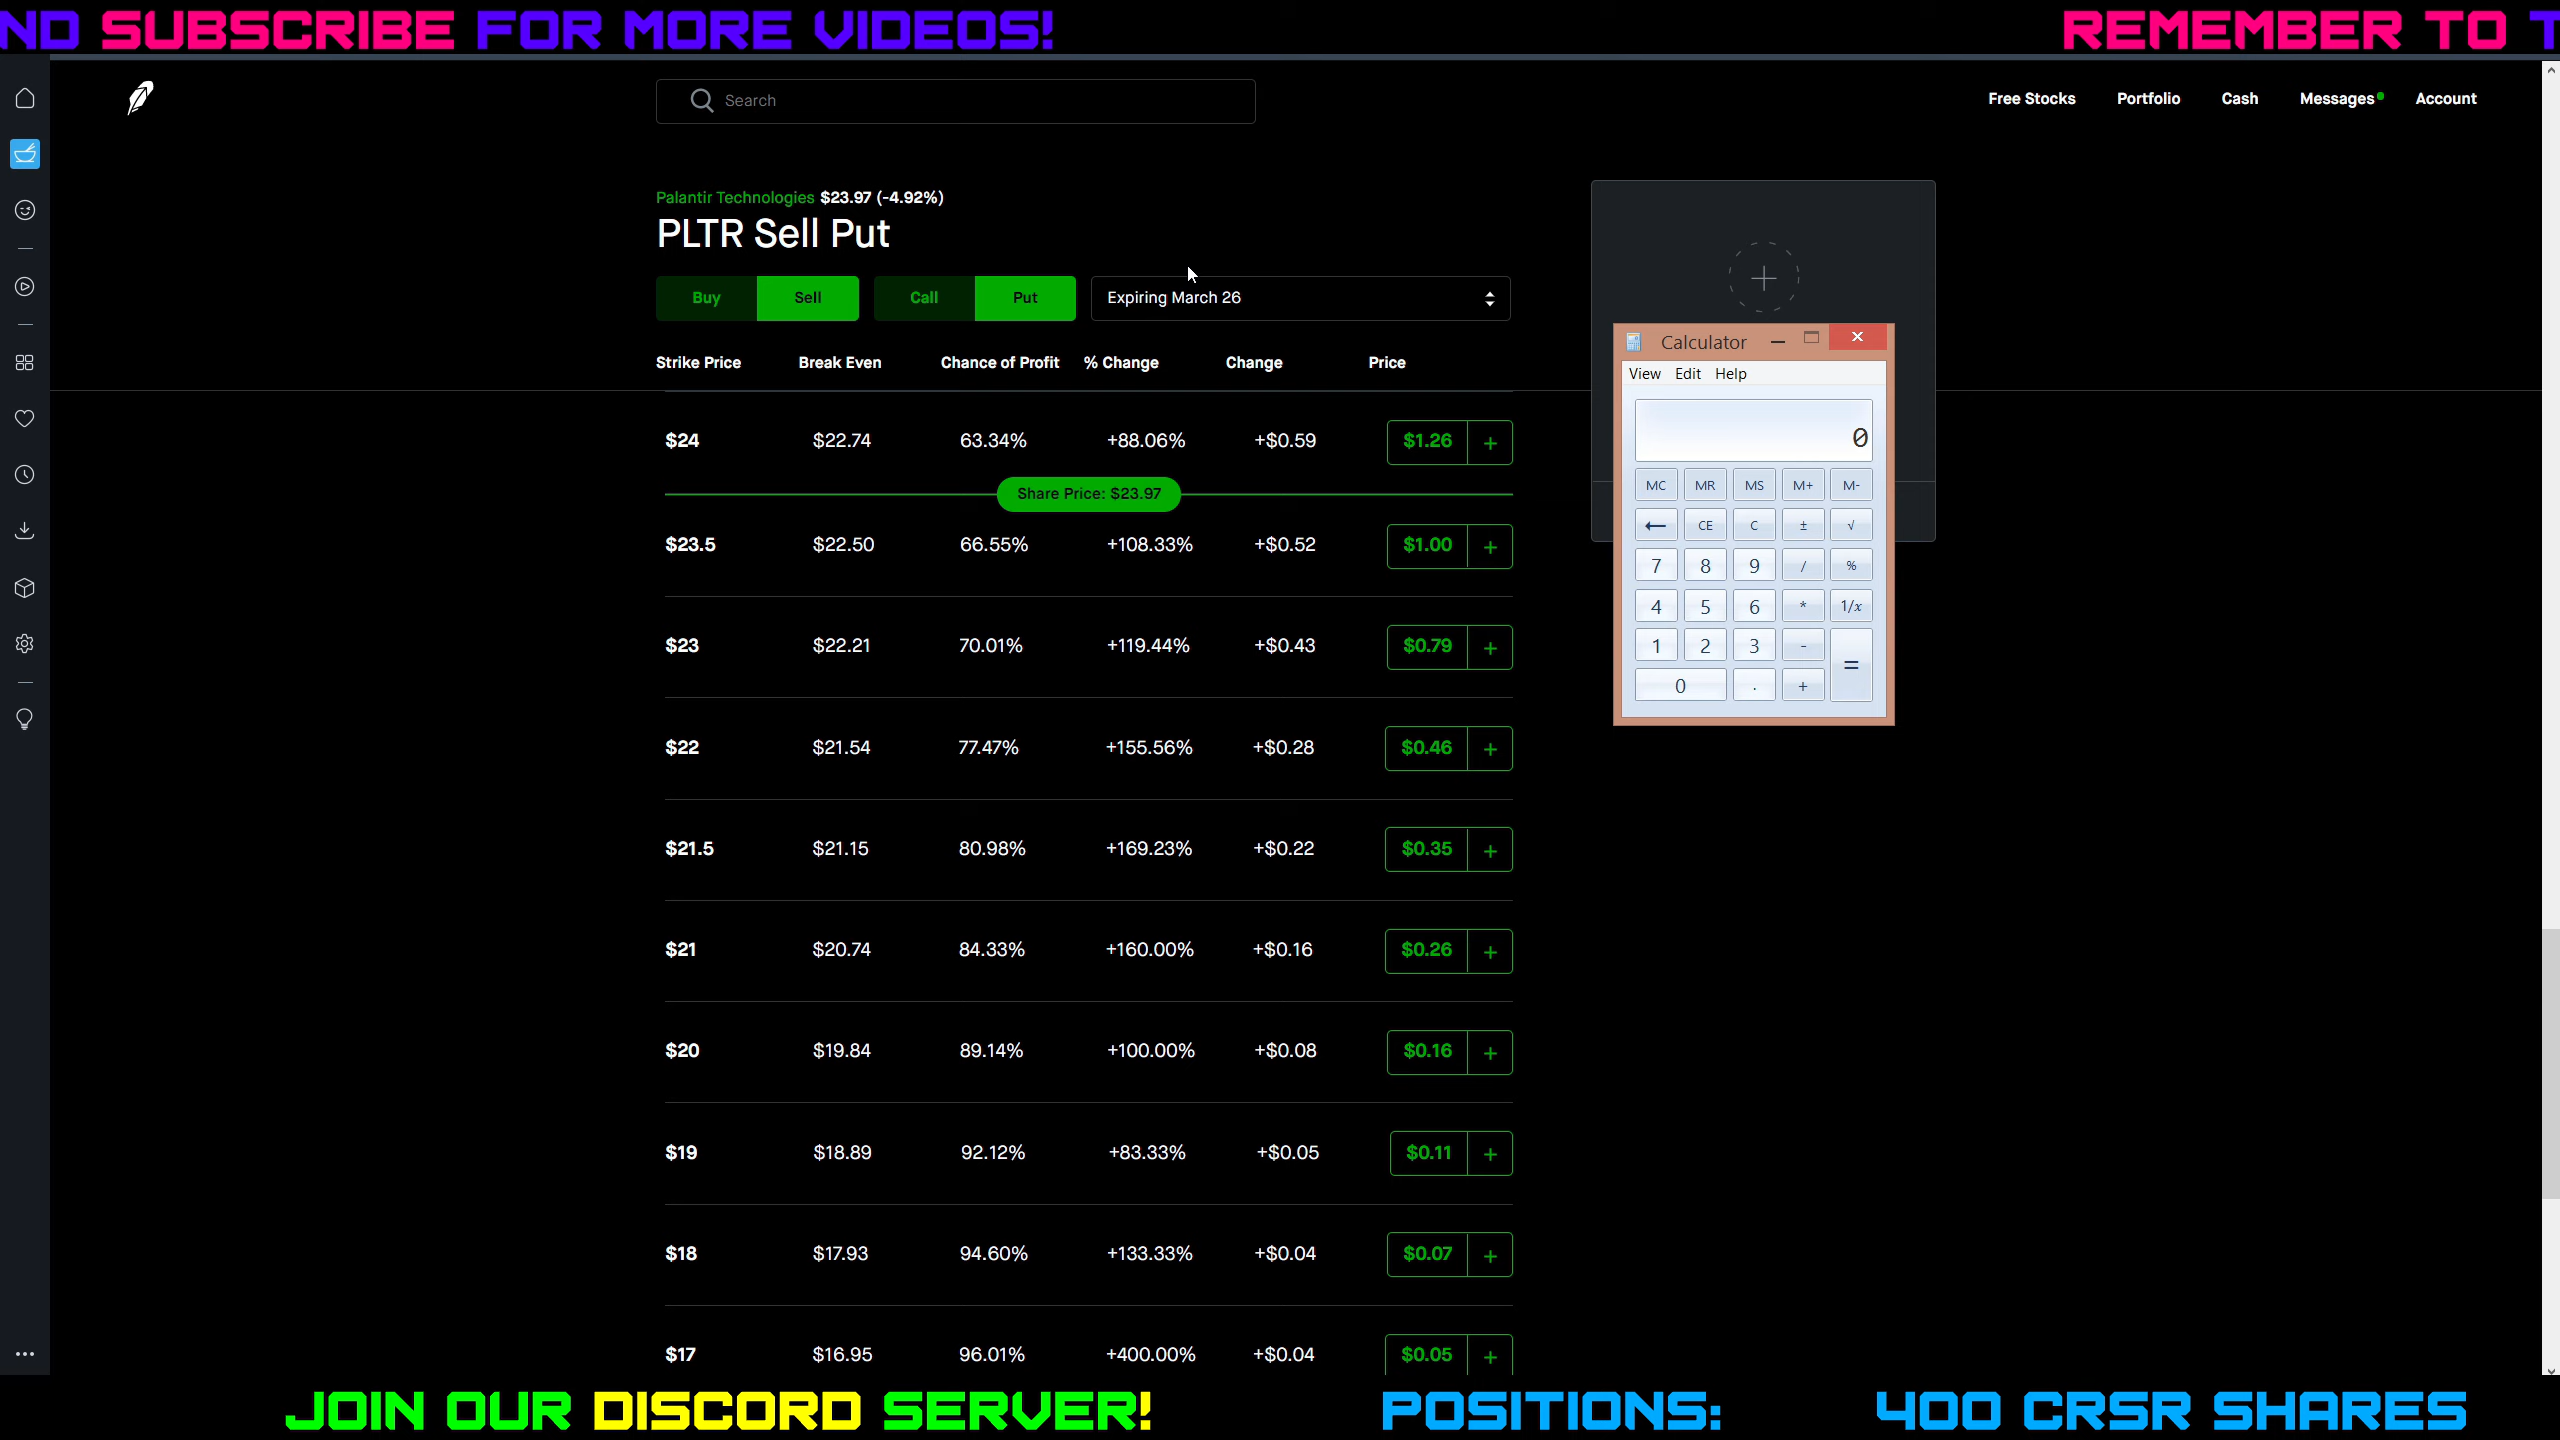 ND SUBSCRIBE FOR MORE VIDEOS! REMEMBER TO T
Search
Free Stocks Portfolio Cash Messages Account
Palantir Technologies $23.97 (-4.92%)
PLTR Sell Put
Buy Sell Call Put Expiring March 26
Strike Price Break Even Chance of Profit % Change Change Price
$24 $22.74 63.34% +88.06% +$0.59 $1.26 +
Share Price: $23.97
$23.5 $22.50 66.55% +108.33% +$0.52 $1.00 +
$23 $22.21 70.01% +119.44% +$0.43 $0.79 +
$22 $21.54 77.47% +155.56% +$0.28 $0.46 +
$21.5 $21.15 80.98% +169.23% +$0.22 $0.35 +
$21 $20.74 84.33% +160.00% +$0.16 $0.26 +
$20 $19.84 89.14% +100.00% +$0.08 $0.16 +
$19 $18.89 92.12% +83.33% +$0.05 $0.11 +
$18 $17.93 94.60% +133.33% +$0.04 $0.07 +
$17 $16.95 96.01% +400.00% +$0.04 $0.05 +
Calculator
View Edit Help
0
MC MR MS M+ M-
← CE C ± √
7 8 9 / %
4 5 6 * 1/x
1 2 3 - =
0 . +
JOIN OUR DISCORD SERVER! POSITIONS: 400 CRSR SHARES